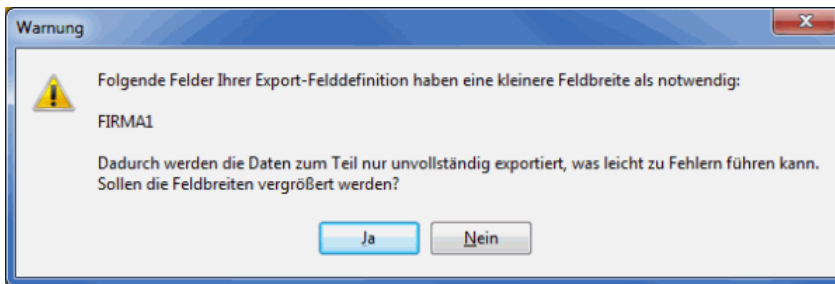 Warnung
Folgende Felder Ihrer Export-Felddefinition haben eine kleinere Feldbreite als notwendig:
FIRMA1
Dadurch werden die Daten zum Teil nur unvollständig exportiert, was leicht zu Fehlern führen kann.
Sollen die Feldbreiten vergrößert werden?
Ja
Nein